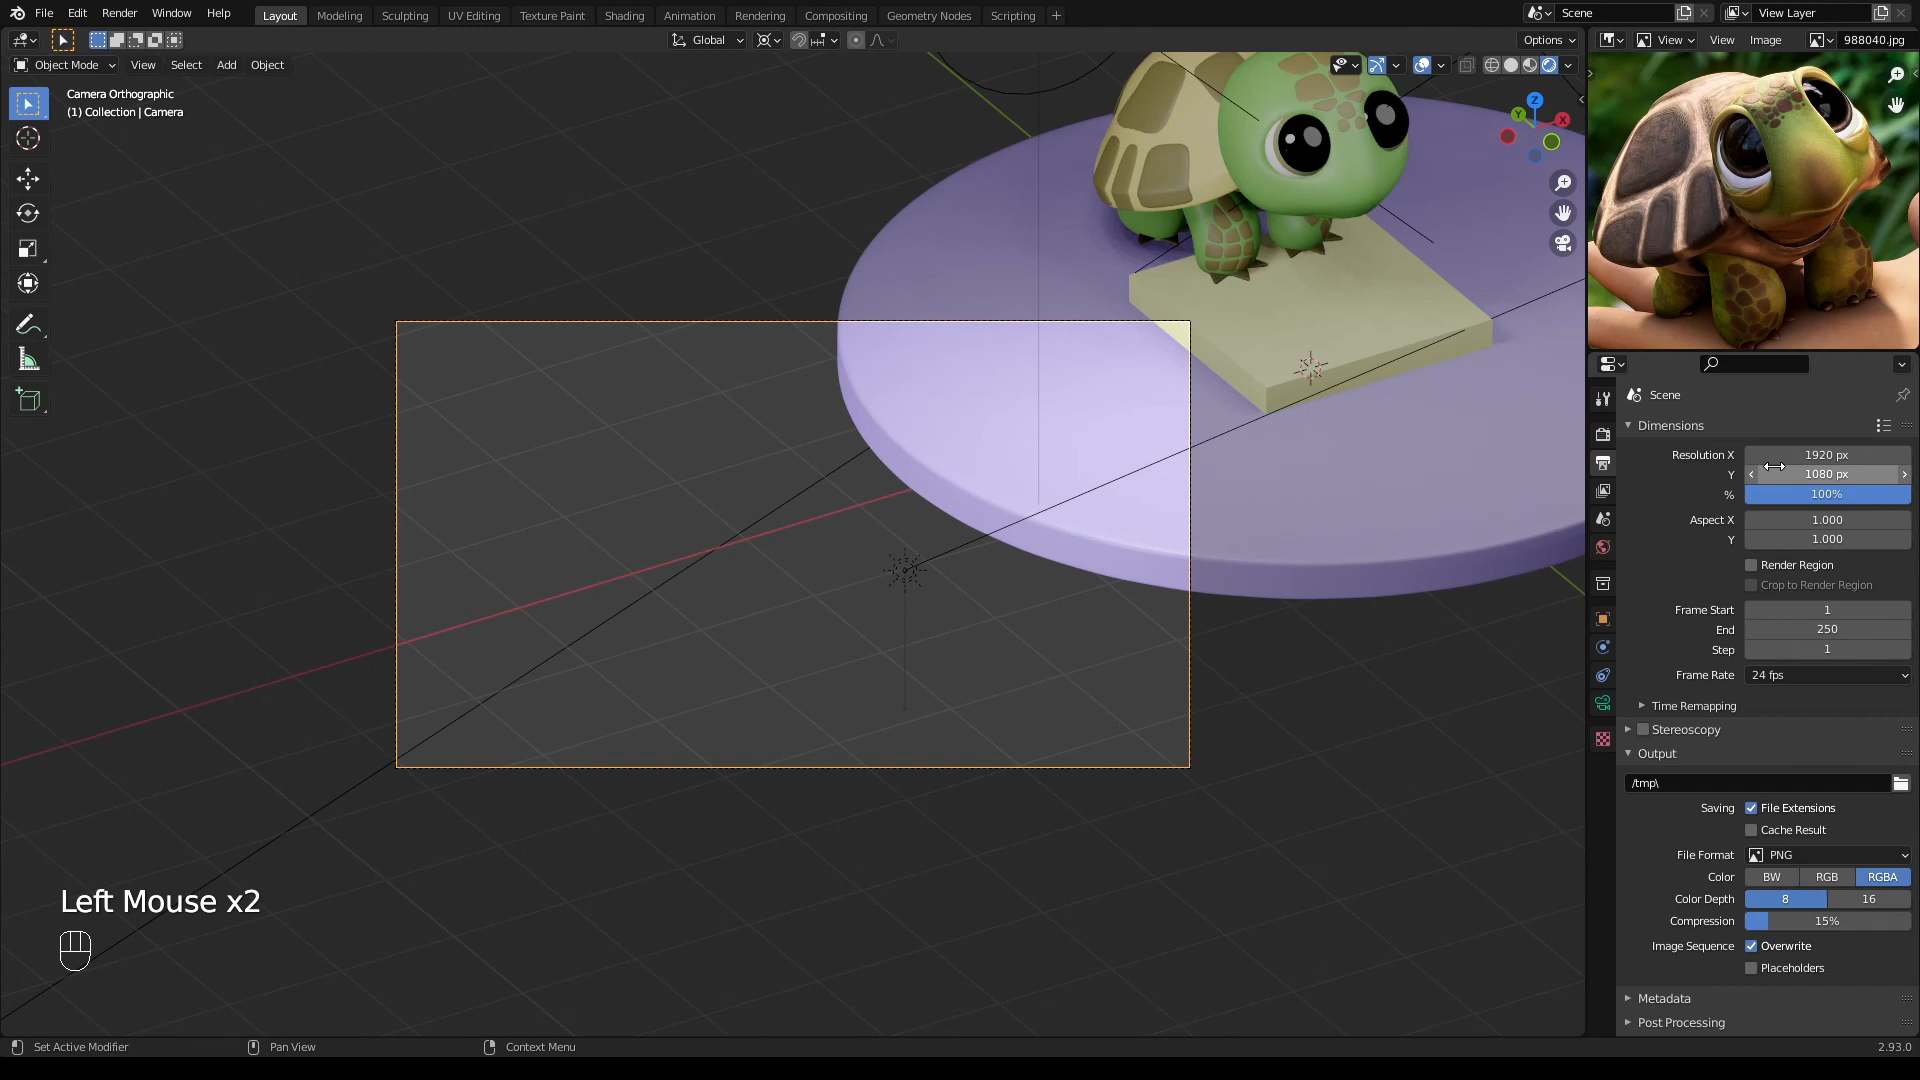 File Edit Render Window Help Layout Modeling Sculpting UV Editing Texture Paint Shading Animation Rendering Compositing Geometry Nodes Scripting + Scene View Layer
Global Options View View Image 988040.jpg
Object Mode View Select Add Object
Camera Orthographic
(1) Collection | Camera
Z
Y
X
Scene
Dimensions
Resolution X 1920 px
Y 1080 px
% 100%
Aspect X 1.000
Y 1.000
Render Region
Crop to Render Region
Frame Start 1
End 250
Step 1
Frame Rate 24 fps
Time Remapping
Stereoscopy
Output
/tmp\
Saving File Extensions
Cache Result
File Format PNG
Color BW RGB RGBA
Color Depth 8 16
Compression 15%
Image Sequence Overwrite
Placeholders
Metadata
Post Processing
Left Mouse x2
Set Active Modifier Pan View Context Menu 2.93.0